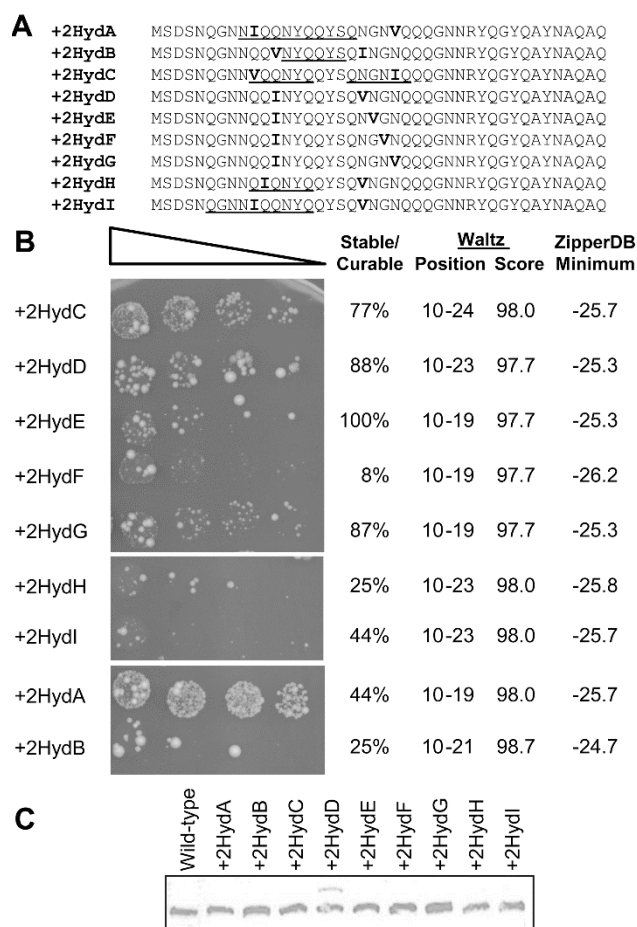 A
+2HydA MSDSNQGNNIQQNYQQYSQNGNVQQQGNNRYQGYQAYNAQAQ
+2HydB MSDSNQGNNQQVNYQQYSQINGNQQQGNNRYQGYQAYNAQAQ
+2HydC MSDSNQGNNVQQNYQQYSQNGNIQQQGNNRYQGYQAYNAQAQ
+2HydD MSDSNQGNNQQINYQQYSQVNGNQQQGNNRYQGYQAYNAQAQ
+2HydE MSDSNQGNNQQINYQQYSQNVGNQQQGNNRYQGYQAYNAQAQ
+2HydF MSDSNQGNNQQINYQQYSQNGVNQQQGNNRYQGYQAYNAQAQ
+2HydG MSDSNQGNNQQINYQQYSQNGNVQQQGNNRYQGYQAYNAQAQ
+2HydH MSDSNQGNNQIQNYQQYSQVNGNQQQGNNRYQGYQAYNAQAQ
+2HydI MSDSNQGNNIQQNYQQYSQVNGNQQQGNNRYQGYQAYNAQAQ
B
Stable/ Waltz ZipperDB
Curable Position Score Minimum
+2HydC 77% 10-24 98.0 -25.7
+2HydD 88% 10-23 97.7 -25.3
+2HydE 100% 10-19 97.7 -25.3
+2HydF 8% 10-19 97.7 -26.2
+2HydG 87% 10-19 97.7 -25.3
+2HydH 25% 10-23 98.0 -25.8
+2HydI 44% 10-23 98.0 -25.7
+2HydA 44% 10-19 98.0 -25.7
+2HydB 25% 10-21 98.7 -24.7
C
Wild-type
+2HydA
+2HydB
+2HydC
+2HydD
+2HydE
+2HydF
+2HydG
+2HydH
+2HydI